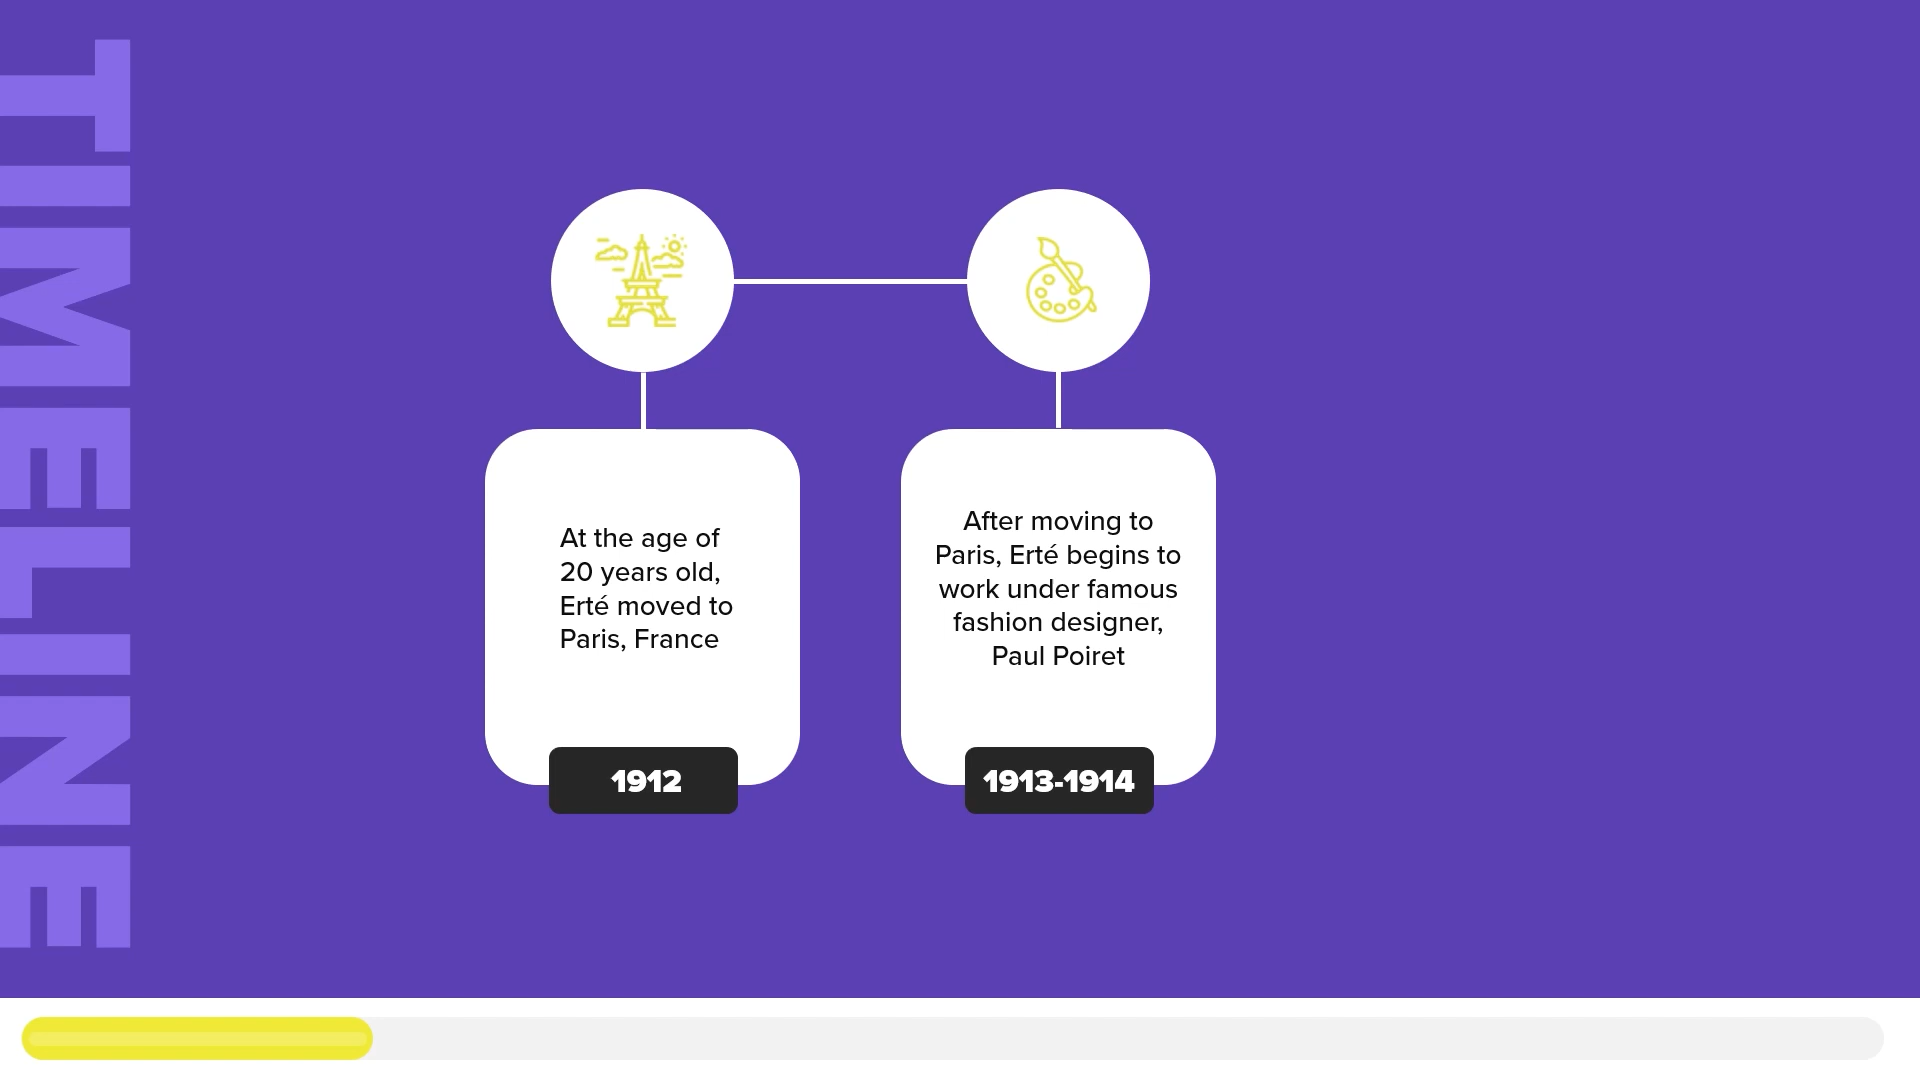 TIMELINE
At the age of
20 years old,
Erté moved to
Paris, France
1912
After moving to
Paris, Erté begins to
work under famous
fashion designer,
Paul Poiret
1913-1914